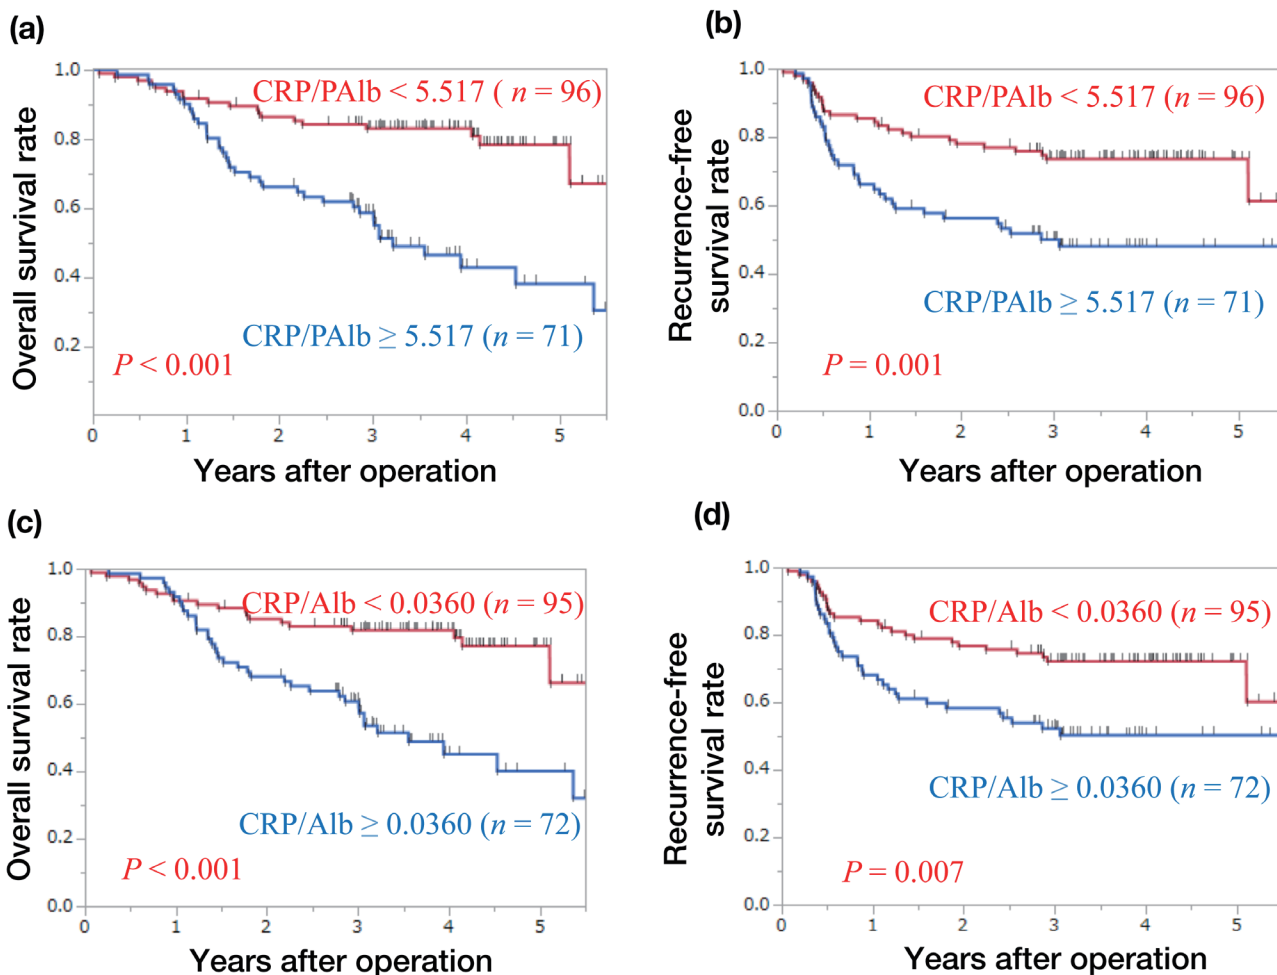 (a)
1.0
0.8
0.6
0.4
0.2
0.0
0 1 2 3 4 5
Overall survival rate
Years after operation
CRP/PAlb < 5.517 ( n = 96)
CRP/PAlb ≥ 5.517 (n = 71)
P < 0.001
(b)
1.0
0.8
0.6
0.4
0.2
0.0
0 1 2 3 4 5
Recurrence-free
survival rate
Years after operation
CRP/PAlb < 5.517 (n = 96)
CRP/PAlb ≥ 5.517 (n = 71)
P = 0.001
(c)
1.0
0.8
0.6
0.4
0.2
0.0
0 1 2 3 4 5
Overall survival rate
Years after operation
CRP/Alb < 0.0360 (n = 95)
CRP/Alb ≥ 0.0360 (n = 72)
P < 0.001
(d)
1.0
0.8
0.6
0.4
0.2
0.0
0 1 2 3 4 5
Recurrence-free
survival rate
Years after operation
CRP/Alb < 0.0360 (n = 95)
CRP/Alb ≥ 0.0360 (n = 72)
P = 0.007